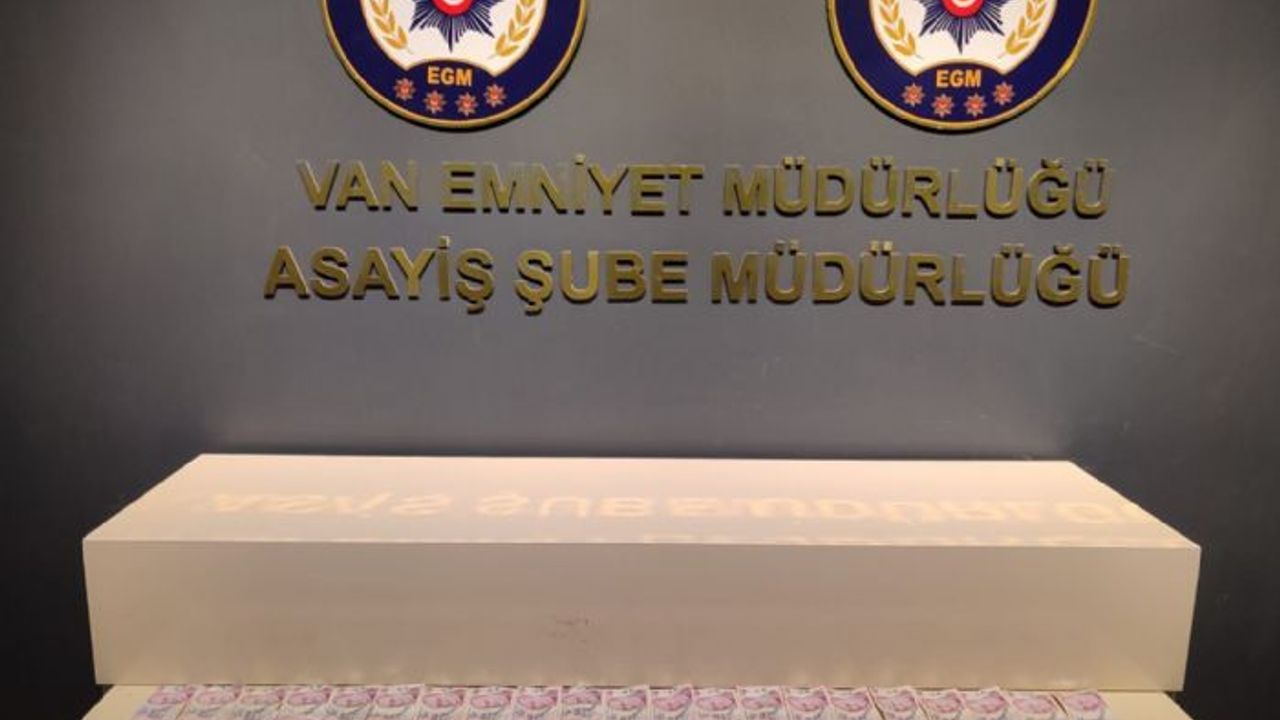 EGM
EGM
VAN EMNİYET MÜDÜRLÜĞÜ
ASAYİŞ ŞUBE MÜDÜRLÜĞÜ